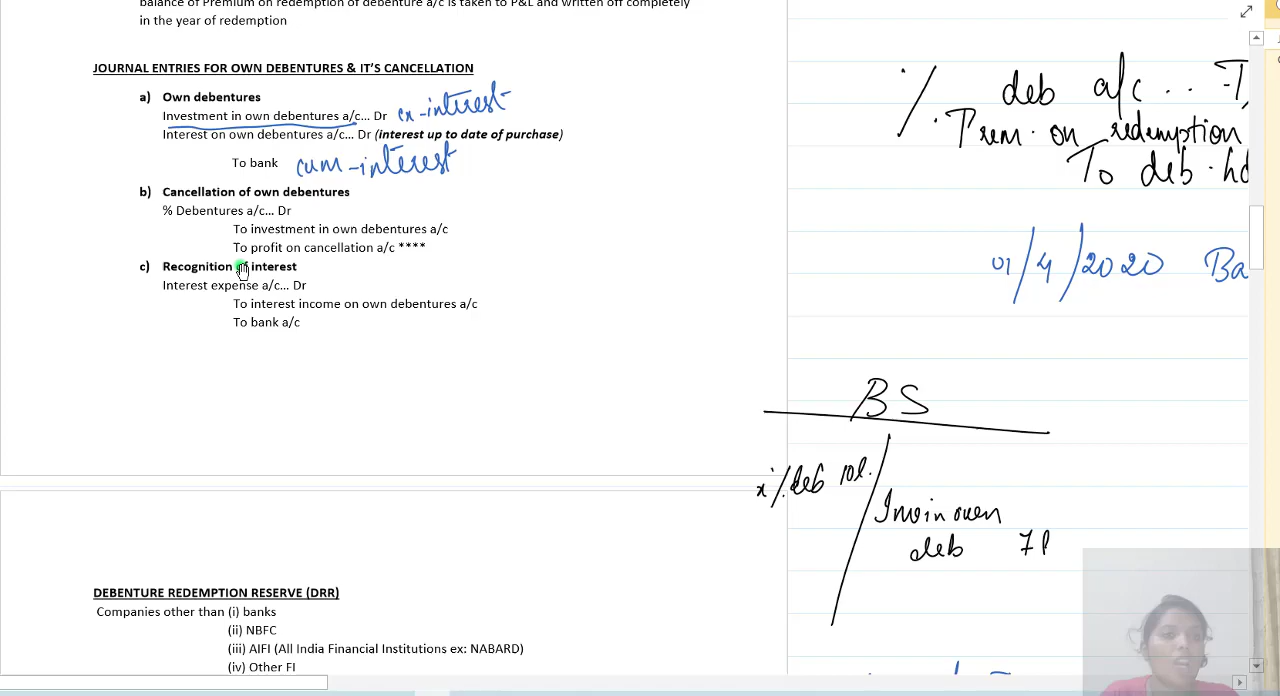 balance of Premium on redemption of debenture a/c is taken to P&L and written off completely
in the year of redemption
JOURNAL ENTRIES FOR OWN DEBENTURES & IT'S CANCELLATION
a) Own debentures
Investment in own debentures a/c... Dr ex-interest
Interest on own debentures a/c... Dr (interest up to date of purchase)
To bank cum-interest
b) Cancellation of own debentures
% Debentures a/c... Dr
To investment in own debentures a/c
To profit on cancellation a/c ****
c) Recognition of interest
Interest expense a/c... Dr
To interest income on own debentures a/c
To bank a/c
DEBENTURE REDEMPTION RESERVE (DRR)
Companies other than (i) banks
(ii) NBFC
(iii) AIFI (All India Financial Institutions ex: NABARD)
(iv) Other FI
% deb a/c ..
Prem. on redemption
To deb. hd
01/4/2020 Ba
BS
x% deb 10l.
Inv in own
deb 7l